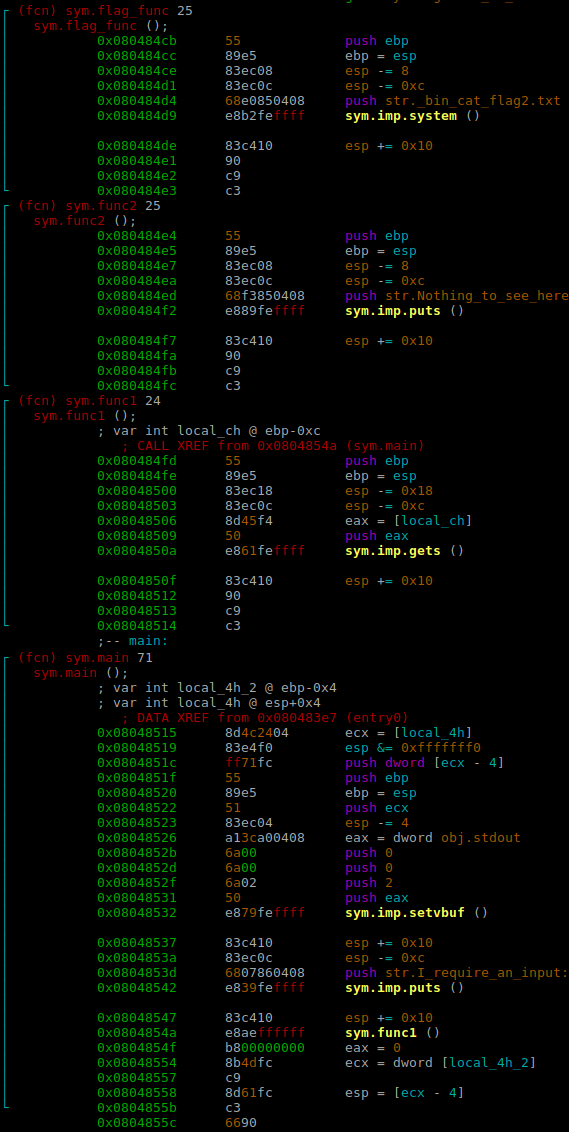 (fcn) sym.flag_func 25
sym.flag_func ();
0x080484cb 55 push ebp
0x080484cc 89e5 ebp = esp
0x080484ce 83ec08 esp -= 8
0x080484d1 83ec0c esp -= 0xc
0x080484d4 68e0850408 push str._bin_cat_flag2.txt
0x080484d9 e8b2feffff sym.imp.system ()
0x080484de 83c410 esp += 0x10
0x080484e1 90
0x080484e2 c9
0x080484e3 c3
(fcn) sym.func2 25
sym.func2 ();
0x080484e4 55 push ebp
0x080484e5 89e5 ebp = esp
0x080484e7 83ec08 esp -= 8
0x080484ea 83ec0c esp -= 0xc
0x080484ed 68f3850408 push str.Nothing_to_see_here
0x080484f2 e889feffff sym.imp.puts ()
0x080484f7 83c410 esp += 0x10
0x080484fa 90
0x080484fb c9
0x080484fc c3
(fcn) sym.func1 24
sym.func1 ();
; var int local_ch @ ebp-0xc
; CALL XREF from 0x0804854a (sym.main)
0x080484fd 55 push ebp
0x080484fe 89e5 ebp = esp
0x08048500 83ec18 esp -= 0x18
0x08048503 83ec0c esp -= 0xc
0x08048506 8d45f4 eax = [local_ch]
0x08048509 50 push eax
0x0804850a e861feffff sym.imp.gets ()
0x0804850f 83c410 esp += 0x10
0x08048512 90
0x08048513 c9
0x08048514 c3
;-- main:
(fcn) sym.main 71
sym.main ();
; var int local_4h_2 @ ebp-0x4
; var int local_4h @ esp+0x4
; DATA XREF from 0x080483e7 (entry0)
0x08048515 8d4c2404 ecx = [local_4h]
0x08048519 83e4f0 esp &= 0xfffffff0
0x0804851c ff71fc push dword [ecx - 4]
0x0804851f 55 push ebp
0x08048520 89e5 ebp = esp
0x08048522 51 push ecx
0x08048523 83ec04 esp -= 4
0x08048526 a13ca00408 eax = dword obj.stdout
0x0804852b 6a00 push 0
0x0804852d 6a00 push 0
0x0804852f 6a02 push 2
0x08048531 50 push eax
0x08048532 e879feffff sym.imp.setvbuf ()
0x08048537 83c410 esp += 0x10
0x0804853a 83ec0c esp -= 0xc
0x0804853d 6807860408 push str.I_require_an_input:
0x08048542 e839feffff sym.imp.puts ()
0x08048547 83c410 esp += 0x10
0x0804854a e8aeffffff sym.func1 ()
0x0804854f b800000000 eax = 0
0x08048554 8b4dfc ecx = dword [local_4h_2]
0x08048557 c9
0x08048558 8d61fc esp = [ecx - 4]
0x0804855b c3
0x0804855c 6690